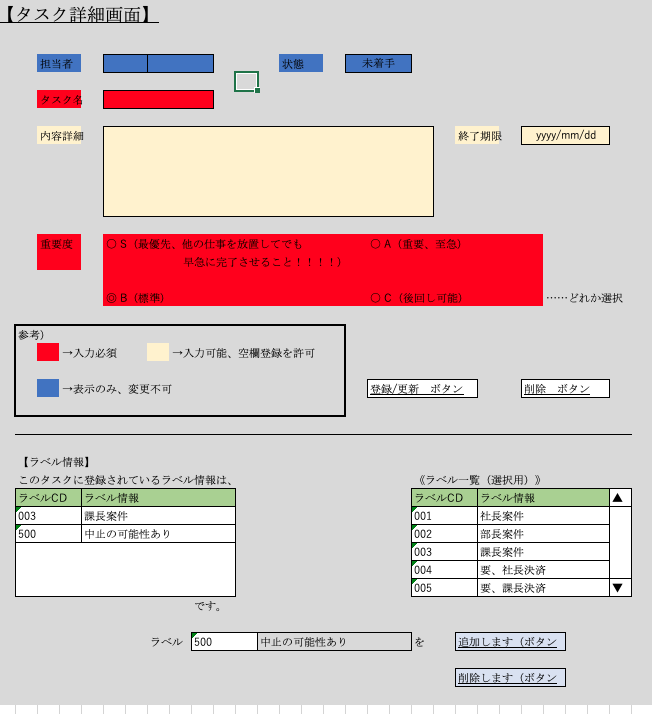 【タスク詳細画面】
担当者
状態 未着手
タスク名
内容詳細
終了期限 yyyy/mm/dd
重要度
○ S（最優先、他の仕事を放置してでも
早急に完了させること！！！！）
○ A（重要、至急）
◎ B（標準）
○ C（後回し可能）
……どれか選択
参考）
→入力必須
→入力可能、空欄登録を許可
→表示のみ、変更不可
登録/更新　ボタン
削除　ボタン
【ラベル情報】
このタスクに登録されているラベル情報は、
ラベルCD ラベル情報
003 課長案件
500 中止の可能性あり
です。
《ラベル一覧（選択用）》
ラベルCD ラベル情報 ▲
001 社長案件
002 部長案件
003 課長案件
004 要、社長決済
005 要、課長決済 ▼
ラベル 500 中止の可能性あり を
追加します（ボタン
削除します（ボタン